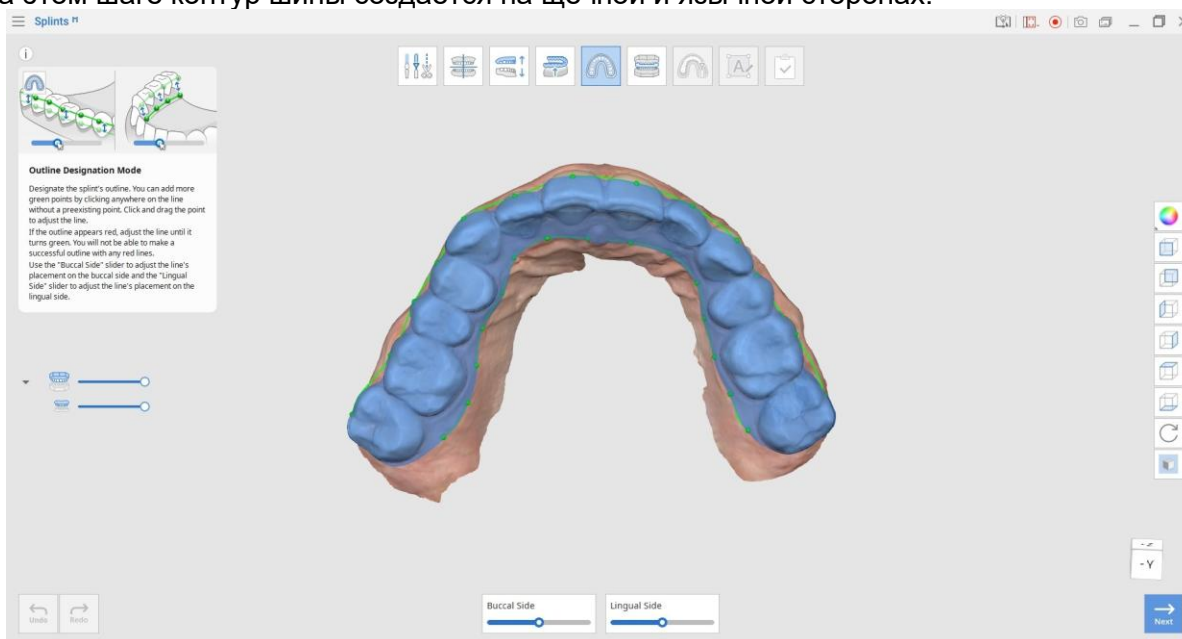 а этом шаге контур шины создается на щечной и язычной сторонах.
Splints M
i
A
Outline Designation Mode
Designate the splint's outline. You can add more
green points by clicking anywhere on the line
without a preexisting point. Click and drag the point
to adjust the line.
If the outline appears red, adjust the line until it
turns green. You will not be able to make a
successful outline with any red lines.
Use the "Buccal Side" slider to adjust the line's
placement on the buccal side and the "Lingual
Side" slider to adjust the line's placement on the
lingual side.
- Z
- Y
Undo Redo
Buccal Side
Lingual Side
Next